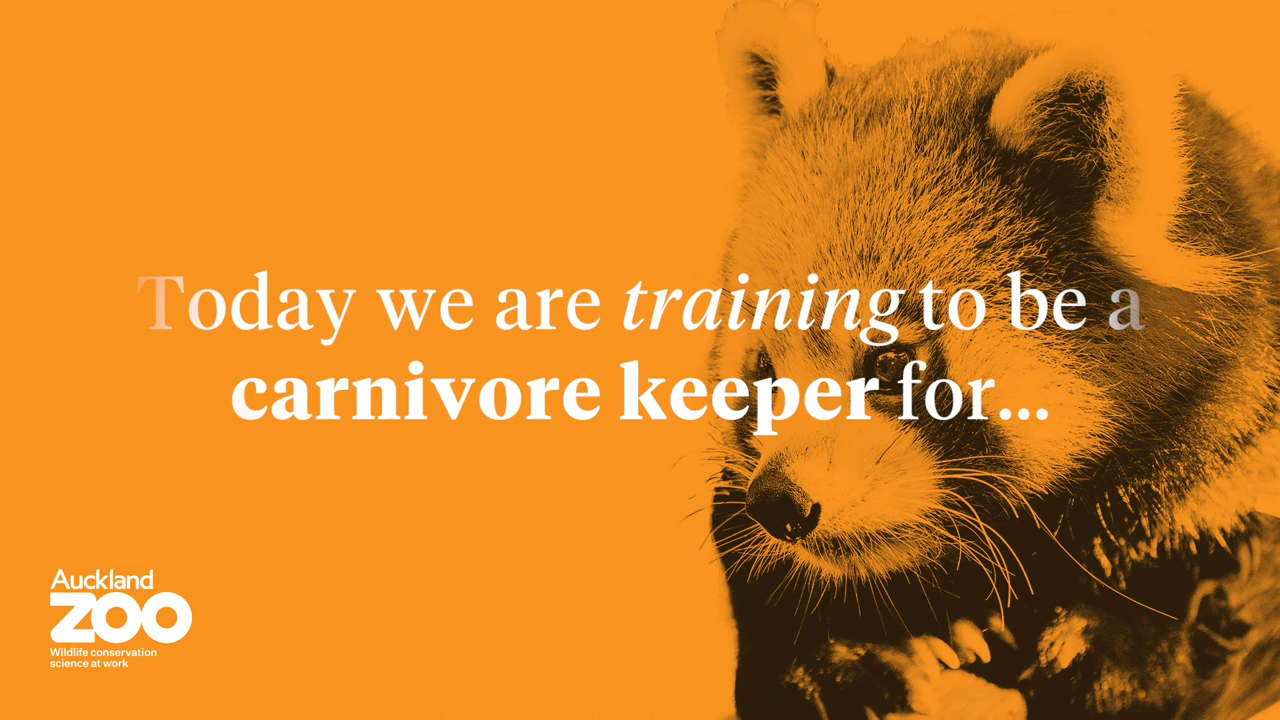 Today we are training to be a
carnivore keeper for...
Auckland
ZOO
Wildlife conservation
science at work